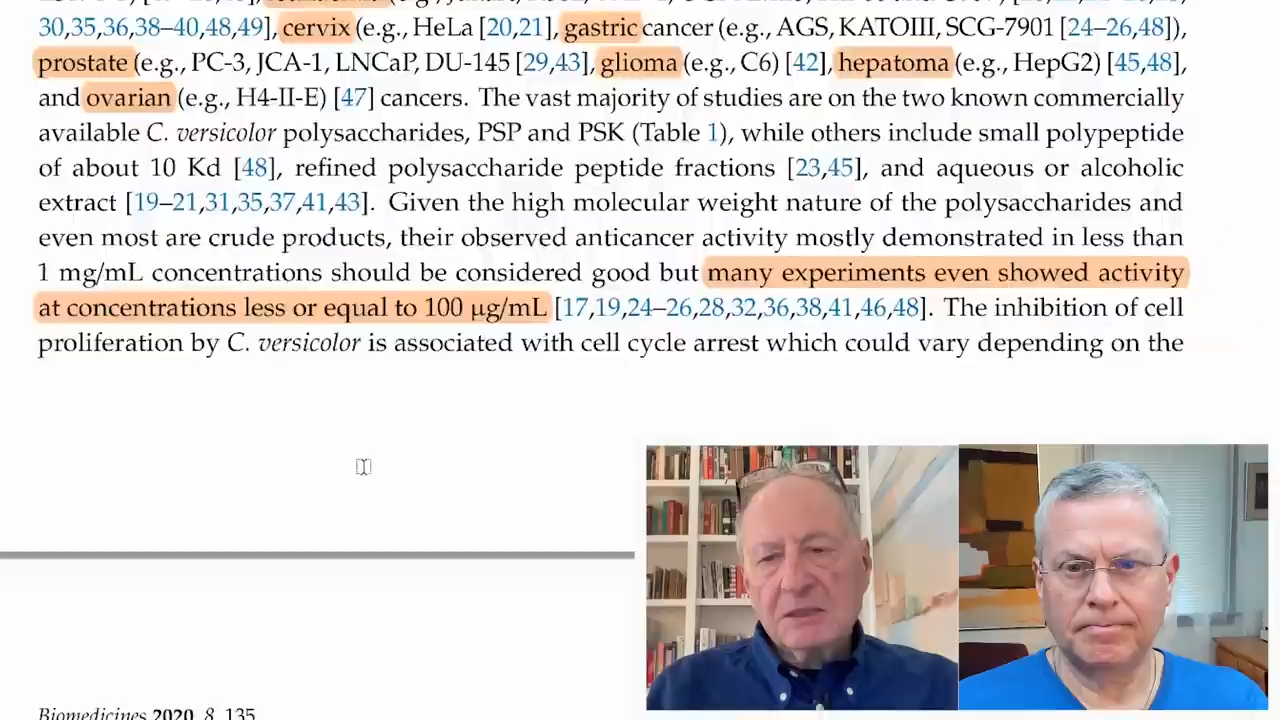 30,35,36,38–40,48,49], cervix (e.g., HeLa [20,21], gastric cancer (e.g., AGS, KATOIII, SCG-7901 [24–26,48]),
prostate (e.g., PC-3, JCA-1, LNCaP, DU-145 [29,43], glioma (e.g., C6) [42], hepatoma (e.g., HepG2) [45,48],
and ovarian (e.g., H4-II-E) [47] cancers. The vast majority of studies are on the two known commercially
available C. versicolor polysaccharides, PSP and PSK (Table 1), while others include small polypeptide
of about 10 Kd [48], refined polysaccharide peptide fractions [23,45], and aqueous or alcoholic
extract [19–21,31,35,37,41,43]. Given the high molecular weight nature of the polysaccharides and
even most are crude products, their observed anticancer activity mostly demonstrated in less than
1 mg/mL concentrations should be considered good but many experiments even showed activity
at concentrations less or equal to 100 µg/mL [17,19,24–26,28,32,36,38,41,46,48]. The inhibition of cell
proliferation by C. versicolor is associated with cell cycle arrest which could vary depending on the
Biomedicines 2020, 8, 135